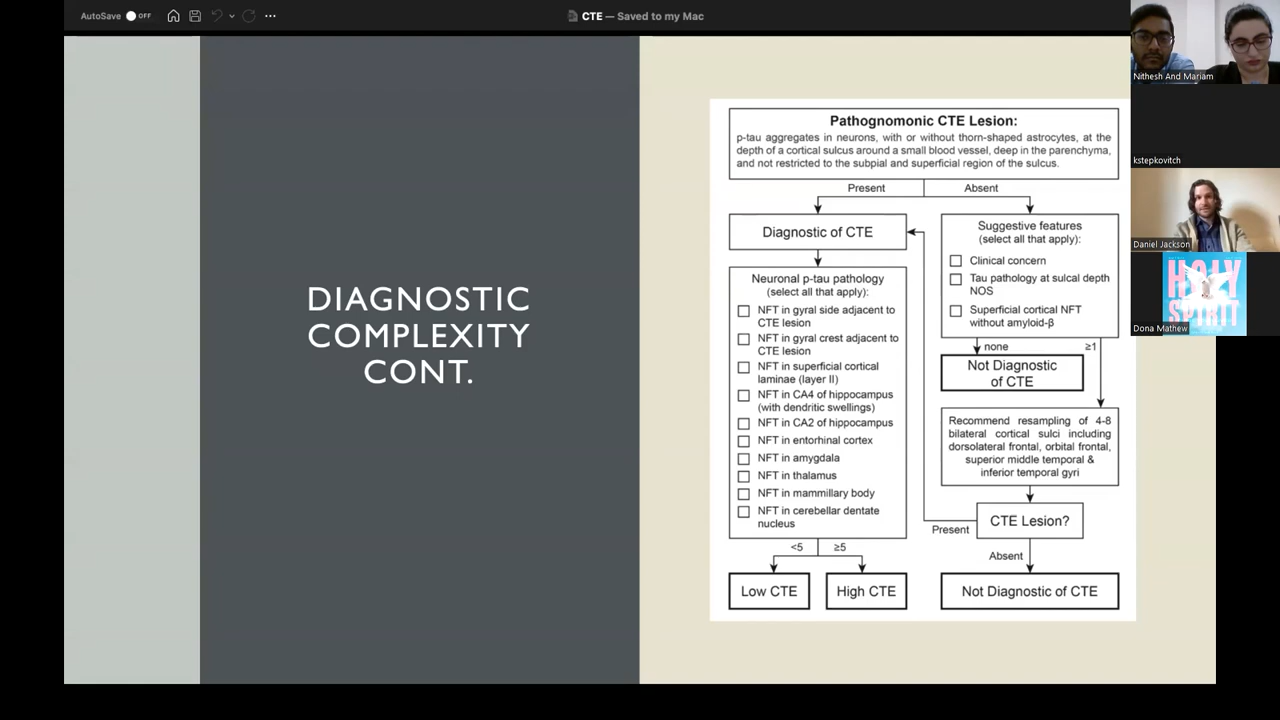 AutoSave OFF
CTE — Saved to my Mac
DIAGNOSTIC
COMPLEXITY
CONT.
Pathognomonic CTE Lesion:
p-tau aggregates in neurons, with or without thorn-shaped astrocytes, at the
depth of a cortical sulcus around a small blood vessel, deep in the parenchyma,
and not restricted to the subpial and superficial region of the sulcus.
Present
Absent
Diagnostic of CTE
Neuronal p-tau pathology
(select all that apply):
NFT in gyral side adjacent to
CTE lesion
NFT in gyral crest adjacent to
CTE lesion
NFT in superficial cortical
laminae (layer II)
NFT in CA4 of hippocampus
(with dendritic swellings)
NFT in CA2 of hippocampus
NFT in entorhinal cortex
NFT in amygdala
NFT in thalamus
NFT in mammillary body
NFT in cerebellar dentate
nucleus
<5
≥5
Low CTE
High CTE
Suggestive features
(select all that apply):
Clinical concern
Tau pathology at sulcal depth
NOS
Superficial cortical NFT
without amyloid-β
none
≥1
Not Diagnostic
of CTE
Recommend resampling of 4-8
bilateral cortical sulci including
dorsolateral frontal, orbital frontal,
superior middle temporal &
inferior temporal gyri
CTE Lesion?
Present
Absent
Not Diagnostic of CTE
Nithesh And Mariam
kstepkovitch
Daniel Jackson
HOLY
SPIRIT
Dona Mathew